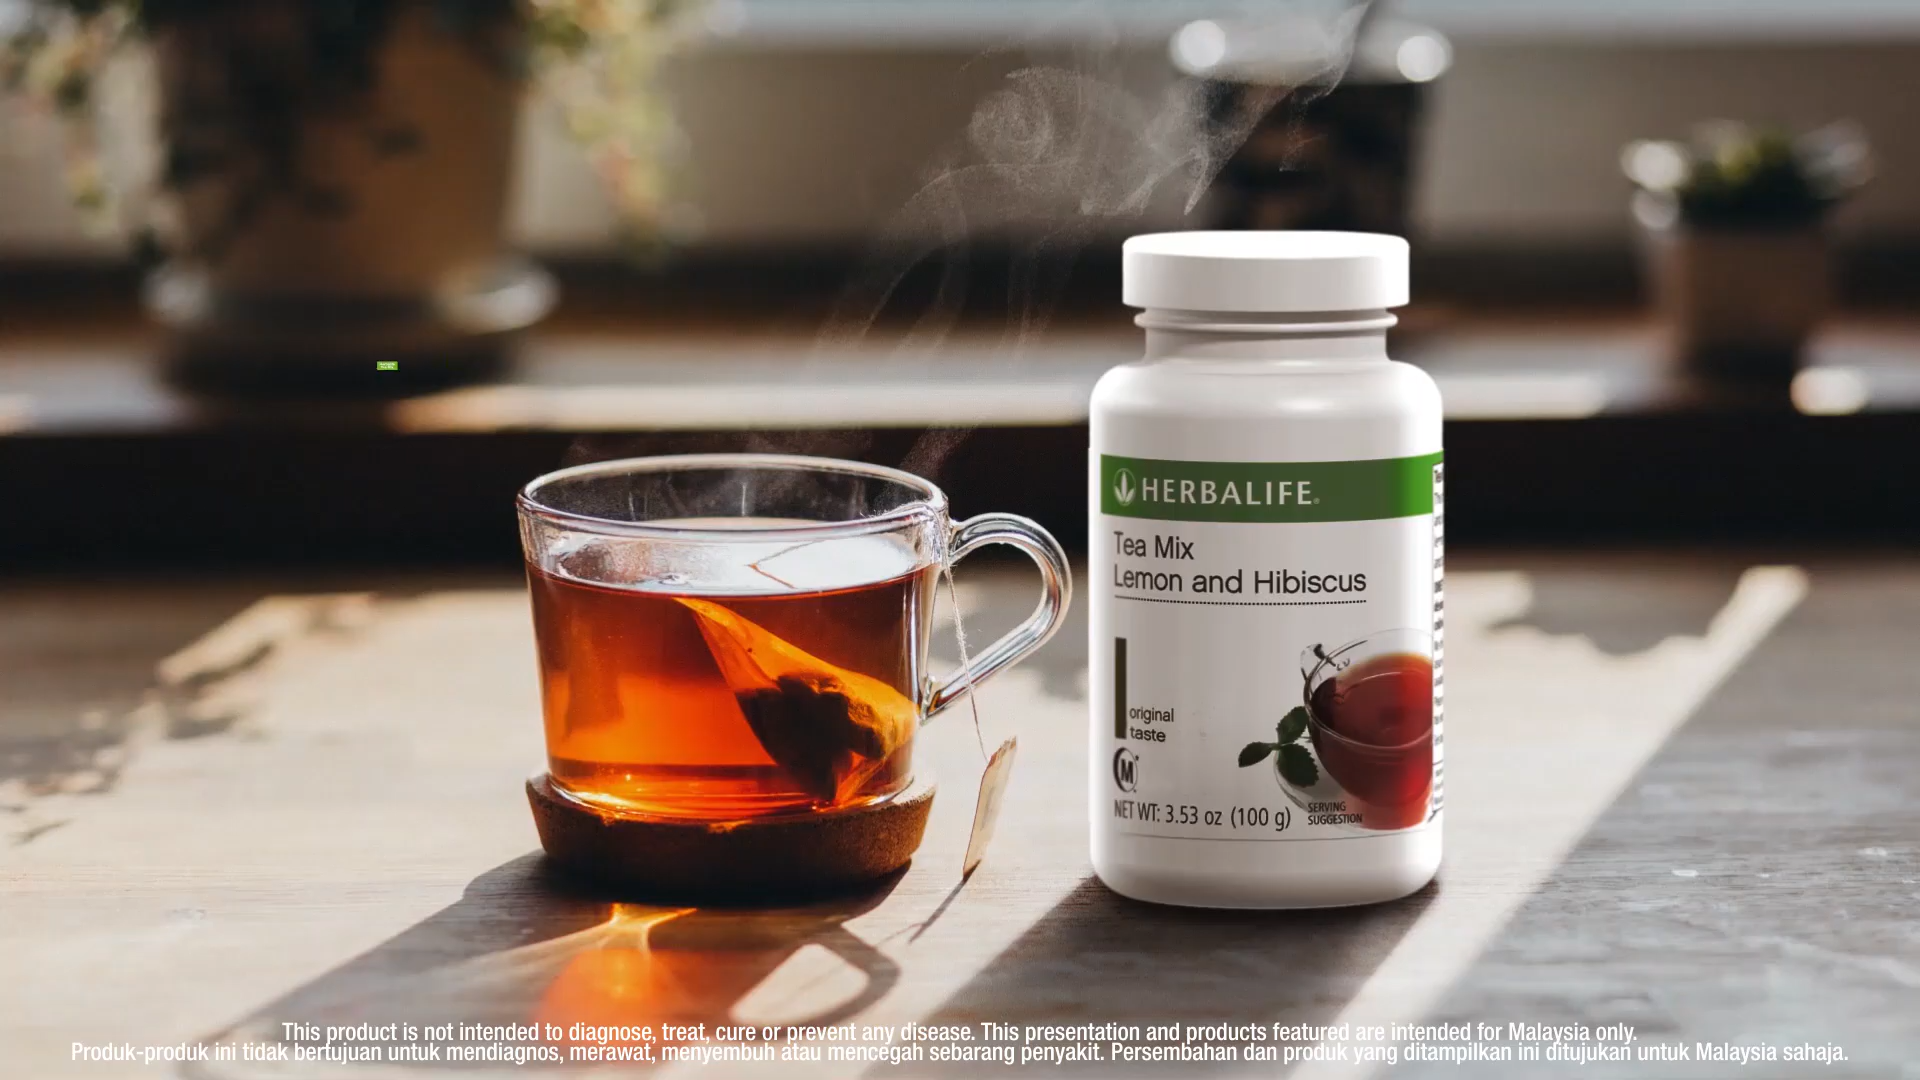 HERBALIFE
Tea Mix
Lemon and Hibiscus
original
taste
M
NET WT: 3.53 oz (100 g)
SERVING
SUGGESTION
This product is not intended to diagnose, treat, cure or prevent any disease. This presentation and products featured are intended for Malaysia only.
Produk-produk ini tidak bertujuan untuk mendiagnos, merawat, menyembuh atau mencegah sebarang penyakit. Persembahan dan produk yang ditampilkan ini ditujukan untuk Malaysia sahaja.